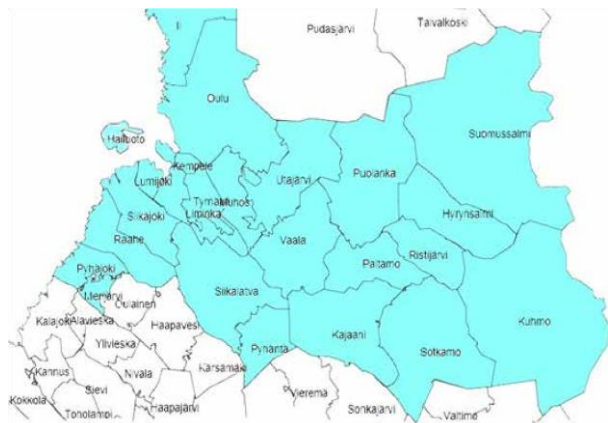 Ii
Pudasjärvi
Taivalkoski
Oulu
Suomussalmi
Hailuoto
Kempele
Lumijoki
Utajärvi
Puolanka
Muhos
Liminka
Siikajoki
Hyrynsalmi
Raahe
Vaala
Paltamo
Ristijärvi
Pyhäjoki
Siikalatva
Merijärvi
Oulainen
Kalajoki
Alavieska
Haapavesi
Kajaani
Kuhmo
Ylivieska
Pyhäntä
Sotkamo
Kannus
Nivala
Kärsämäki
Sievi
Vieremä
Kokkola
Toholampi
Haapajärvi
Sonkajärvi
Valtimo